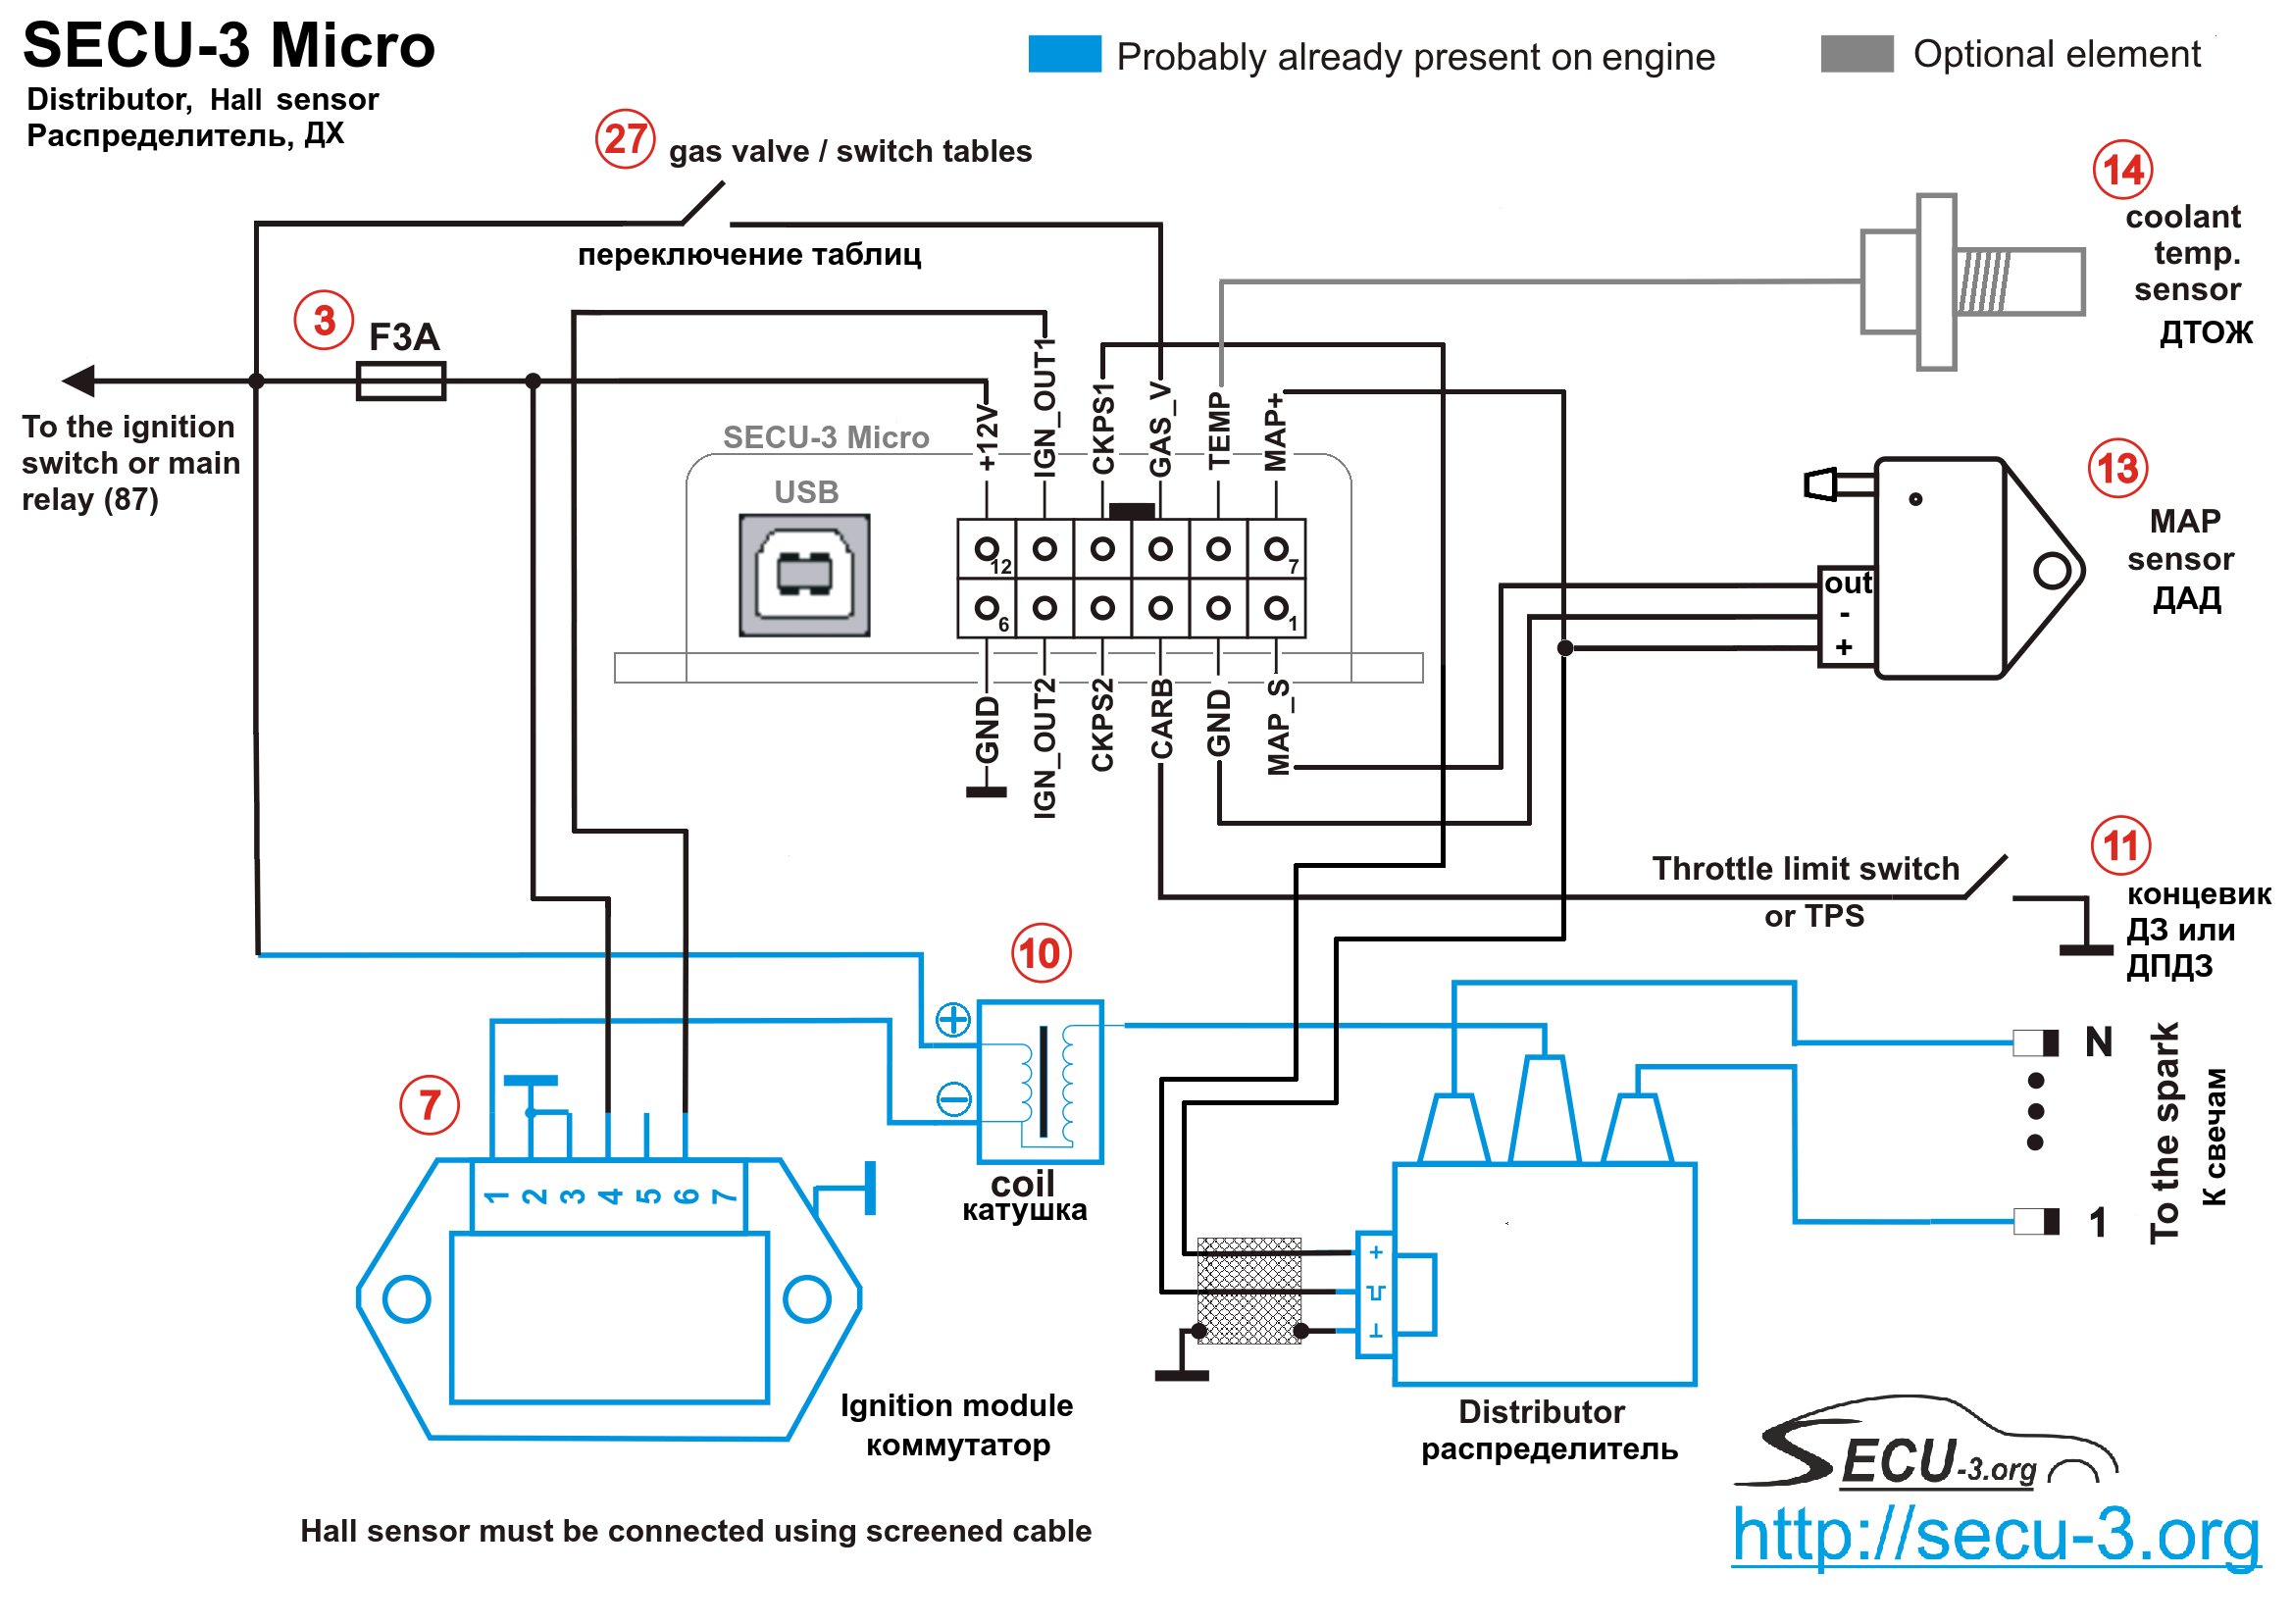 SECU-3 Micro
Distributor, Hall sensor
Распределитель, ДХ
Probably already present on engine
Optional element
27
gas valve / switch tables
переключение таблиц
14
coolant
temp.
sensor
ДТОЖ
3
F3A
To the ignition
switch or main
relay (87)
SECU-3 Micro
USB
+12V
IGN_OUT1
CKPS1
GAS_V
TEMP
MAP+
12
7
6
1
GND
IGN_OUT2
CKPS2
CARB
GND
MAP_S
13
MAP
sensor
ДАД
out
-
+
11
Throttle limit switch
or TPS
концевик
ДЗ или
ДПДЗ
10
+
−
coil
катушка
7
1 2 3 4 5 6 7
Ignition module
коммутатор
N
1
To the spark
К свечам
+
Distributor
распределитель
Hall sensor must be connected using screened cable
SECU-3.org
http://secu-3.org